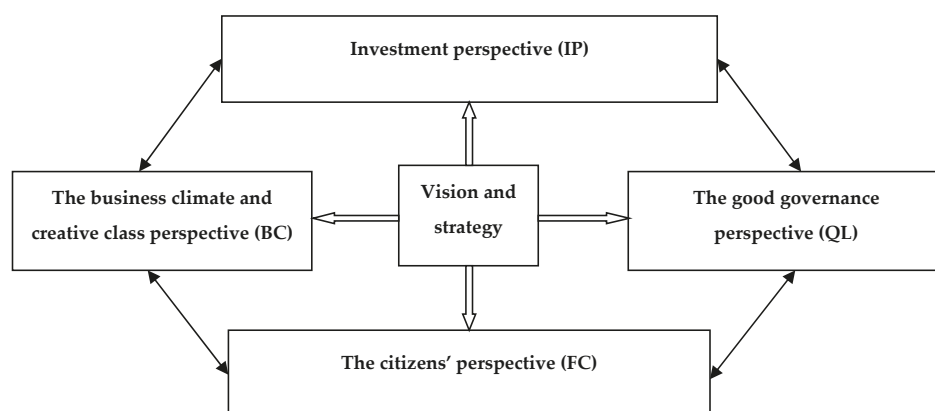 Investment perspective (IP)
The business climate and
creative class perspective (BC)
Vision and
strategy
The good governance
perspective (QL)
The citizens’ perspective (FC)